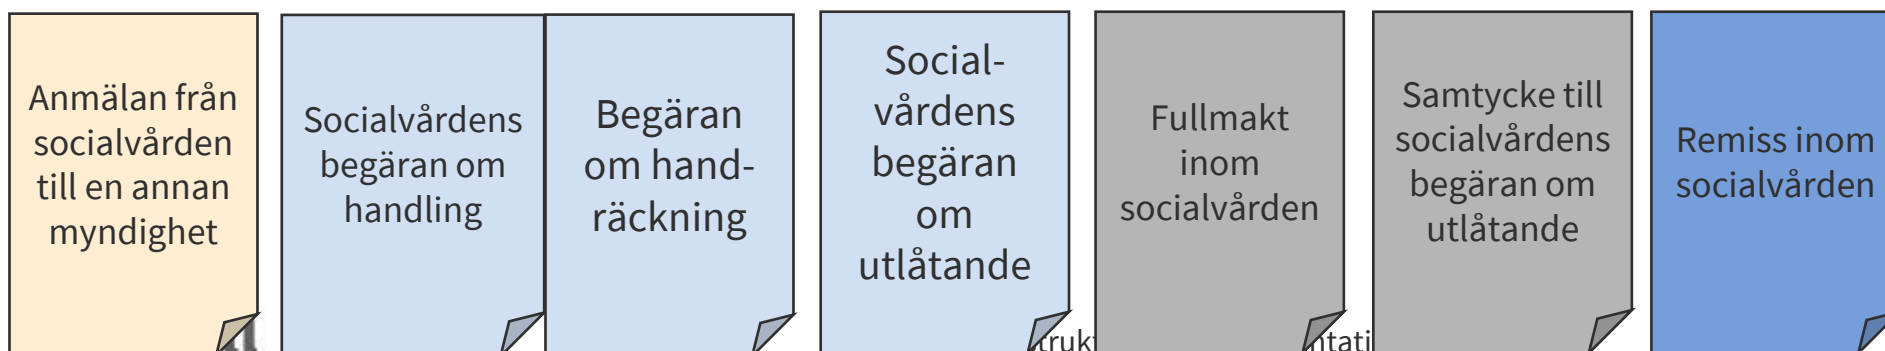 Anmälan från
socialvården
till en annan
myndighet
Socialvårdens
begäran om
handling
Begäran
om hand-
räckning
Social-
vårdens
begäran
om
utlåtande
Fullmakt
inom
socialvården
Samtycke till
socialvårdens
begäran om
utlåtande
Remiss inom
socialvården